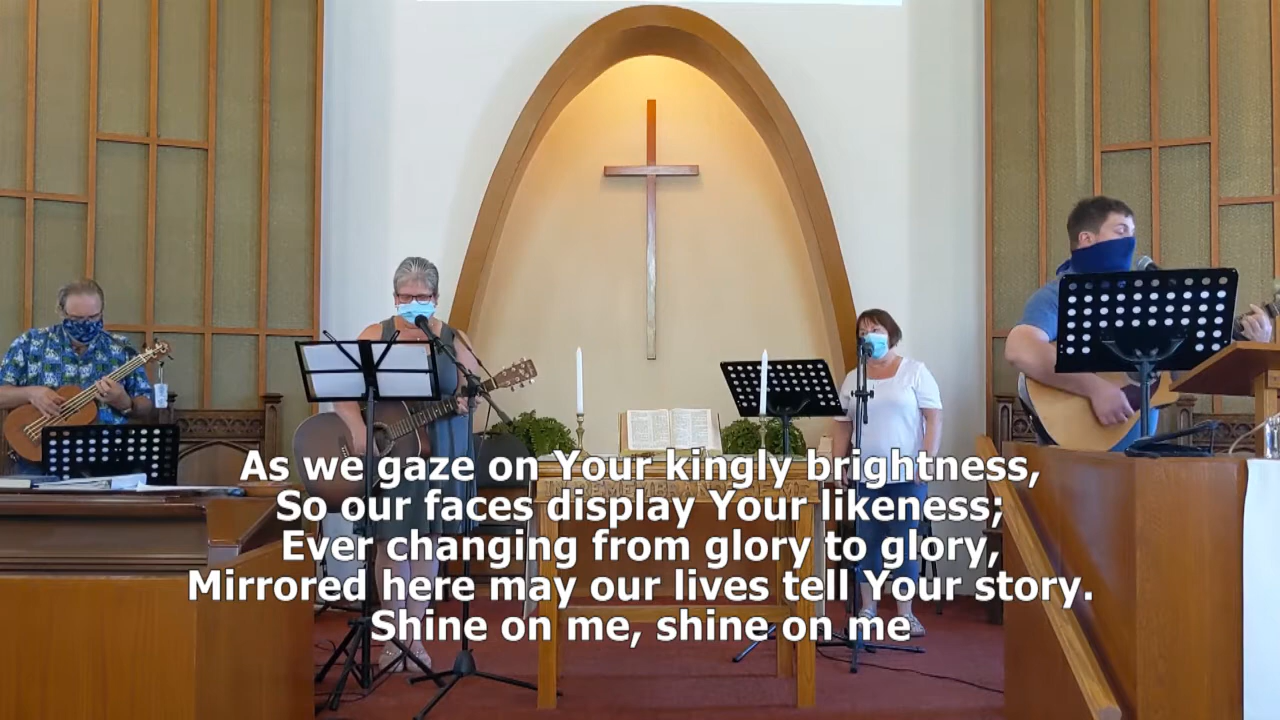 As we gaze on Your kingly brightness,
So our faces display Your likeness;
Ever changing from glory to glory,
Mirrored here may our lives tell Your story.
Shine on me, shine on me